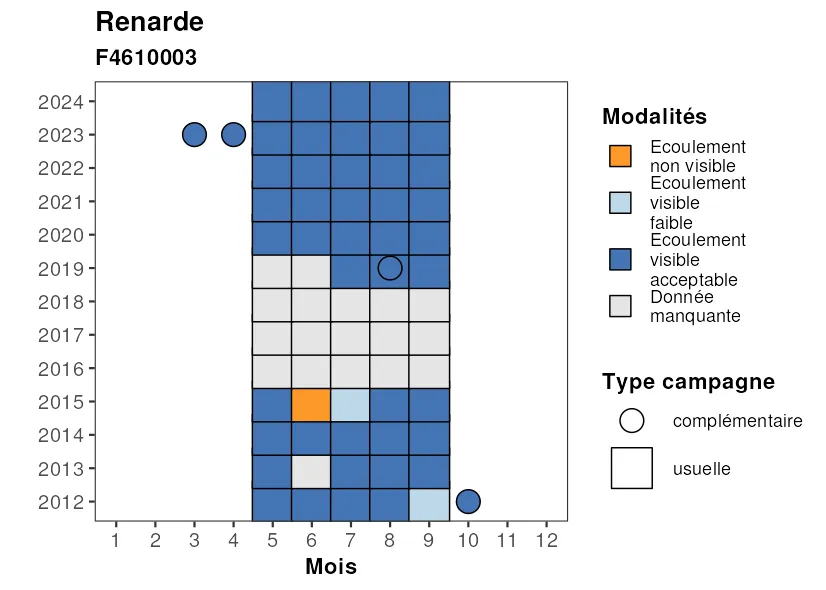 Renarde
F4610003
2024
2023
2022
2021
2020
2019
2018
2017
2016
2015
2014
2013
2012
1 2 3 4 5 6 7 8 9 10 11 12
Mois
Modalités
Ecoulement
non visible
Ecoulement
visible
faible
Ecoulement
visible
acceptable
Donnée
manquante
Type campagne
complémentaire
usuelle